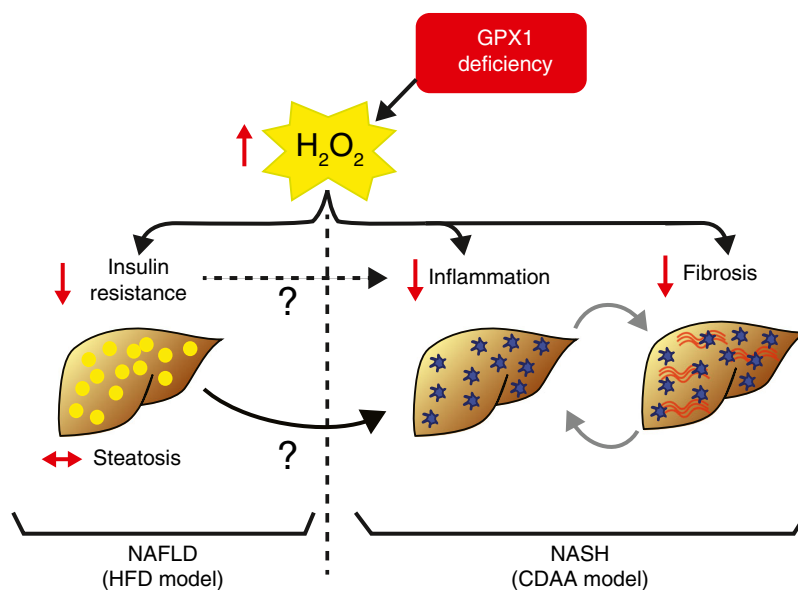 GPX1
deficiency
H₂O₂
Insulin
resistance
?
Inflammation
Fibrosis
?
Steatosis
NAFLD
(HFD model)
NASH
(CDAA model)